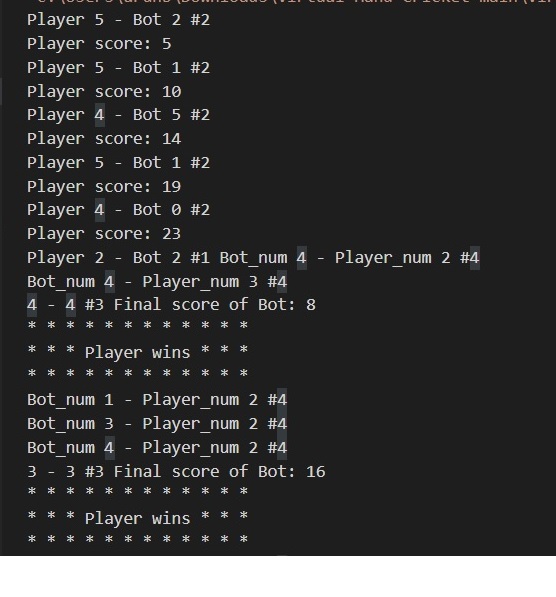 Player 5 - Bot 2 #2
Player score: 5
Player 5 - Bot 1 #2
Player score: 10
Player 4 - Bot 5 #2
Player score: 14
Player 5 - Bot 1 #2
Player score: 19
Player 4 - Bot 0 #2
Player score: 23
Player 2 - Bot 2 #1 Bot_num 4 - Player_num 2 #4
Bot_num 4 - Player_num 3 #4
4 - 4 #3 Final score of Bot: 8
* * * * * * * * * * * *
* * * Player wins * * *
* * * * * * * * * * * *
Bot_num 1 - Player_num 2 #4
Bot_num 3 - Player_num 2 #4
Bot_num 4 - Player_num 2 #4
3 - 3 #3 Final score of Bot: 16
* * * * * * * * * * * *
* * * Player wins * * *
* * * * * * * * * * * *